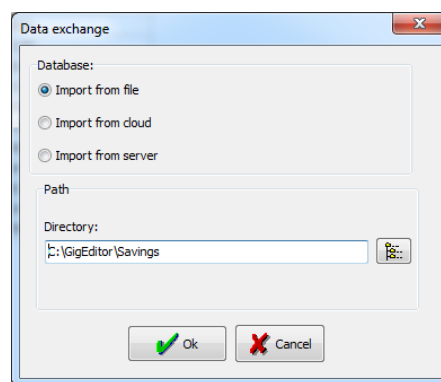 Data exchange
Database:
Import from file
Import from cloud
Import from server
Path
Directory:
C:\GigEditor\Savings
Ok
Cancel